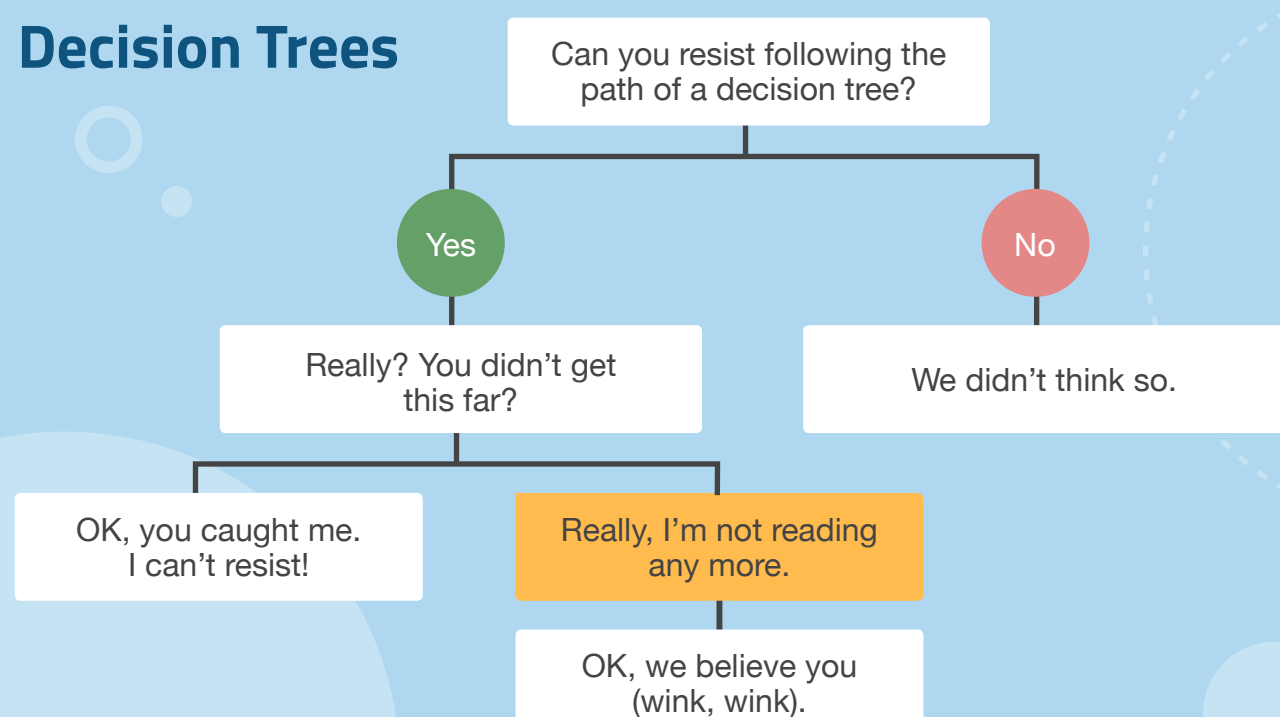 Decision Trees
Can you resist following the
path of a decision tree?
Yes
No
Really? You didn’t get
this far?
We didn’t think so.
OK, you caught me.
I can’t resist!
Really, I’m not reading
any more.
OK, we believe you
(wink, wink).